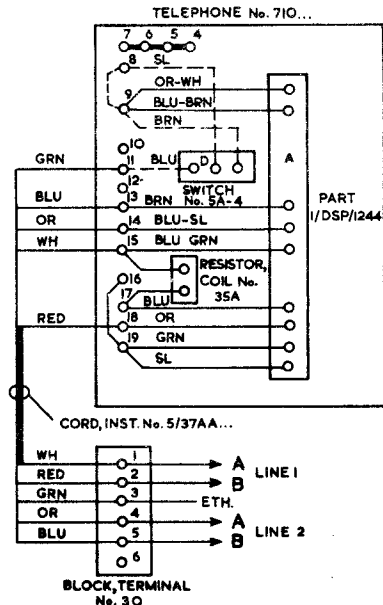 TELEPHONE No. 710...
7 6 5 4
8 SL
OR-WH
9 BLU-BRN
BRN
10
GRN 11 BLU D
A
12
SWITCH
No. 5A-4
PART
1/DSP/1244
BLU 13 BRN
OR 14 BLU-SL
WH 15 BLU GRN
RESISTOR,
COIL No.
35A
16
17 BLU
RED 18 OR
19 GRN
SL
CORD, INST. No. 5/37AA...
WH 1 A LINE 1
RED 2 B
GRN 3 ETH.
OR 4 A LINE 2
BLU 5 B
6
BLOCK, TERMINAL
No. 30